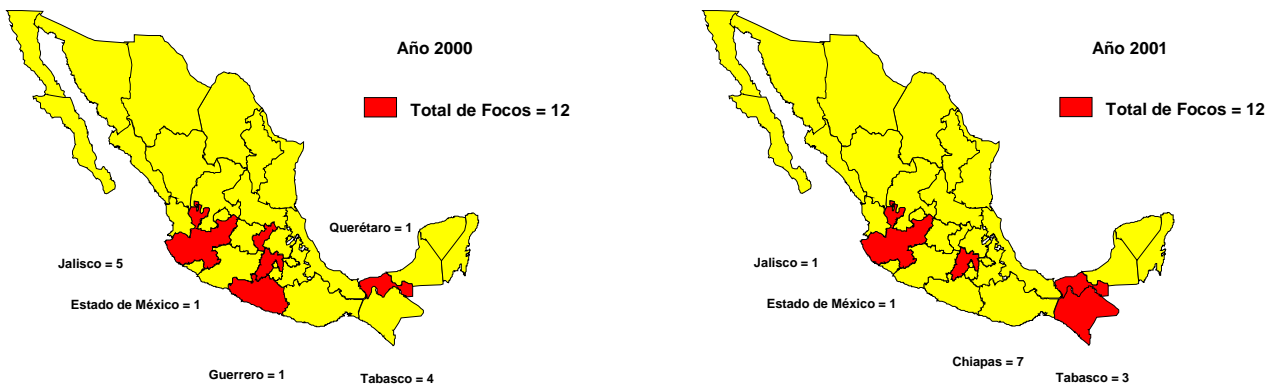 Año 2000
Total de Focos = 12
Querétaro = 1
Jalisco = 5
Estado de México = 1
Guerrero = 1
Tabasco = 4
Año 2001
Total de Focos = 12
Jalisco = 1
Estado de México = 1
Chiapas = 7
Tabasco = 3